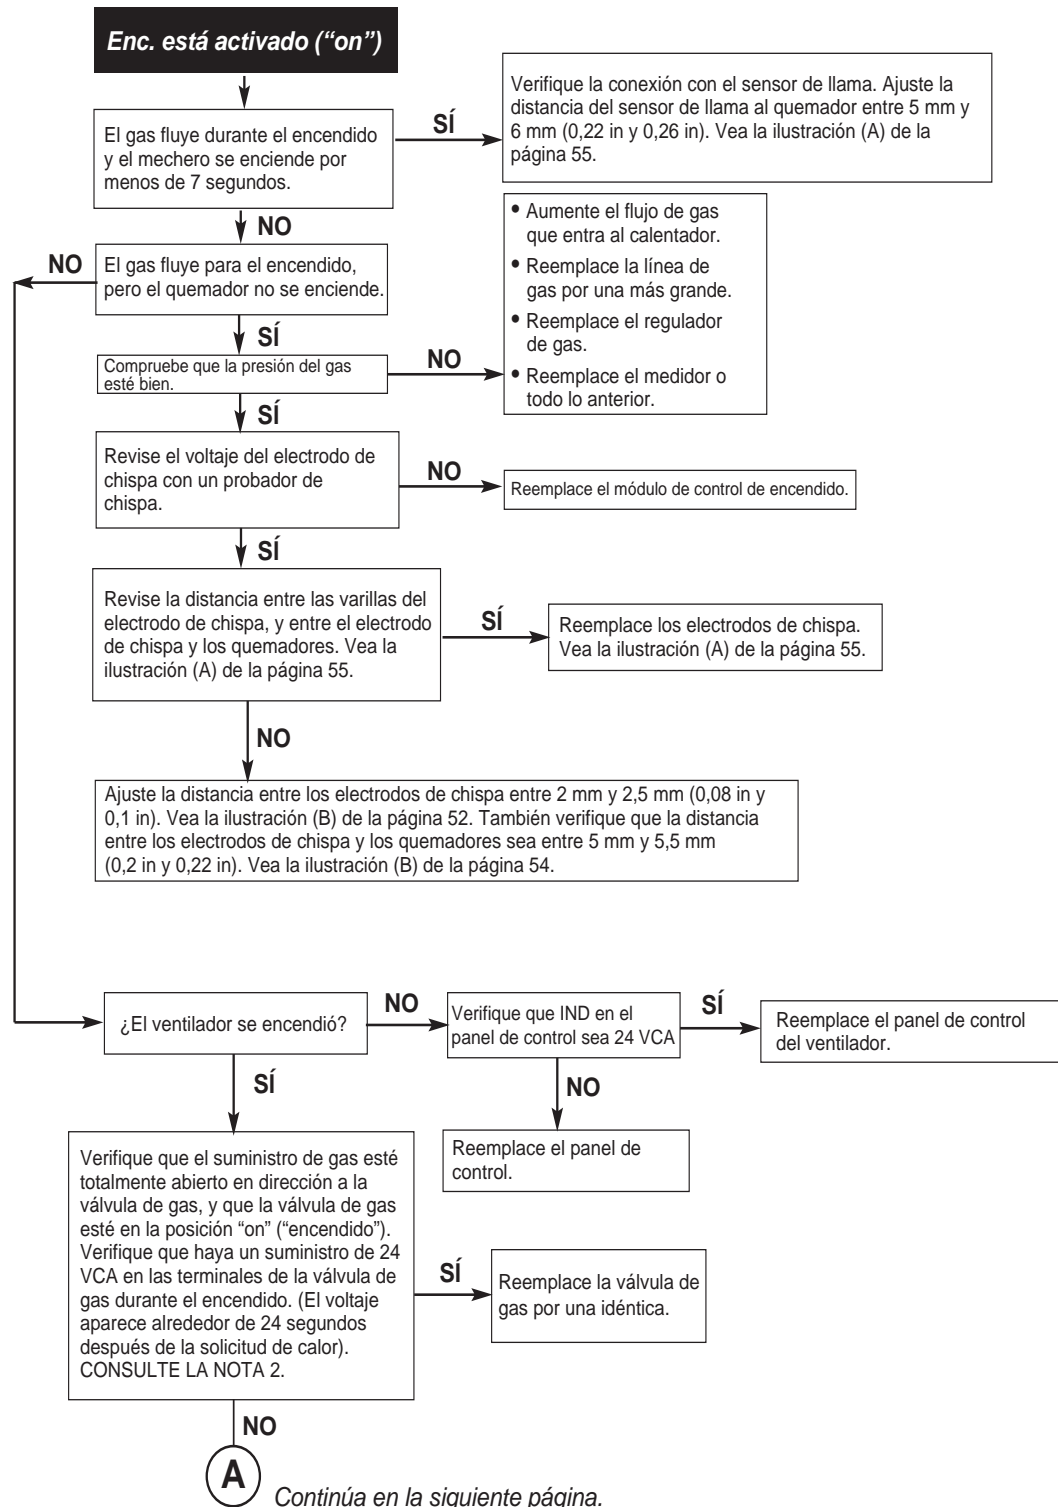 Enc. está activado (“on”)
El gas fluye durante el encendido
y el mechero se enciende por
menos de 7 segundos.
SÍ
Verifique la conexión con el sensor de llama. Ajuste la
distancia del sensor de llama al quemador entre 5 mm y
6 mm (0,22 in y 0,26 in). Vea la ilustración (A) de la
página 55.
NO
NO
El gas fluye para el encendido,
pero el quemador no se enciende.
• Aumente el flujo de gas
que entra al calentador.
• Reemplace la línea de
gas por una más grande.
• Reemplace el regulador
de gas.
• Reemplace el medidor o
todo lo anterior.
SÍ
Compruebe que la presión del gas
esté bien.
NO
SÍ
Revise el voltaje del electrodo de
chispa con un probador de
chispa.
NO
Reemplace el módulo de control de encendido.
SÍ
Revise la distancia entre las varillas del
electrodo de chispa, y entre el electrodo
de chispa y los quemadores. Vea la
ilustración (A) de la página 55.
SÍ
Reemplace los electrodos de chispa.
Vea la ilustración (A) de la página 55.
NO
Ajuste la distancia entre los electrodos de chispa entre 2 mm y 2,5 mm (0,08 in y
0,1 in). Vea la ilustración (B) de la página 52. También verifique que la distancia
entre los electrodos de chispa y los quemadores sea entre 5 mm y 5,5 mm
(0,2 in y 0,22 in). Vea la ilustración (B) de la página 54.
¿El ventilador se encendió?
NO
Verifique que IND en el
panel de control sea 24 VCA
SÍ
Reemplace el panel de control
del ventilador.
SÍ
NO
Reemplace el panel de
control.
Verifique que el suministro de gas esté
totalmente abierto en dirección a la
válvula de gas, y que la válvula de gas
esté en la posición “on” (“encendido”).
Verifique que haya un suministro de 24
VCA en las terminales de la válvula de
gas durante el encendido. (El voltaje
aparece alrededor de 24 segundos
después de la solicitud de calor).
CONSULTE LA NOTA 2.
SÍ
Reemplace la válvula de
gas por una idéntica.
NO
A
Continúa en la siguiente página.